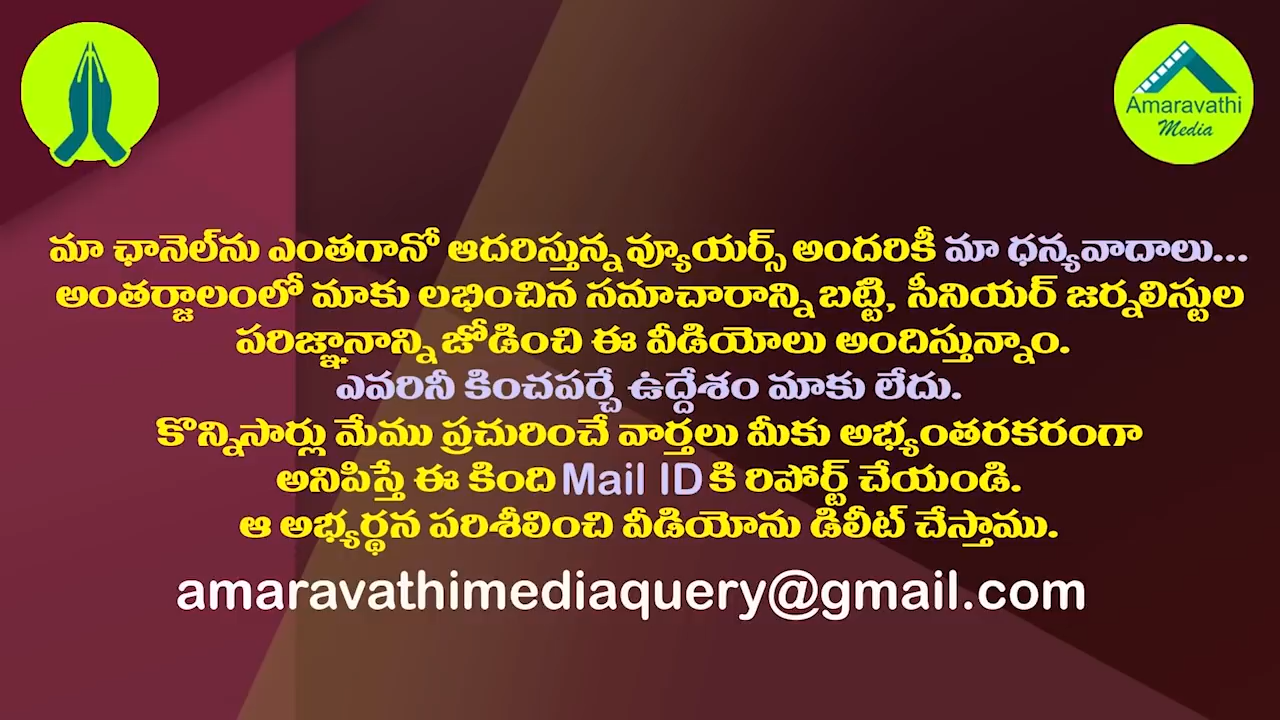 Amaravathi
Media
మా ఛానెల్‌ను ఎంతగానో ఆదరిస్తున్న వ్యూయర్స్ అందరికీ మా ధన్యవాదాలు...
అంతర్జాలంలో మాకు లభించిన సమాచారాన్ని బట్టి, సీనియర్ జర్నలిస్టుల
పరిజ్ఞానాన్ని జోడించి ఈ వీడియోలు అందిస్తున్నాం.
ఎవరినీ కించపర్చే ఉద్దేశం మాకు లేదు.
కొన్నిసార్లు మేము ప్రచురించే వార్తలు మీకు అభ్యంతరకరంగా
అనిపిస్తే ఈ కింది Mail ID కి రిపోర్ట్ చేయండి.
ఆ అభ్యర్థన పరిశీలించి వీడియోను డిలీట్ చేస్తాము.
amaravathimediaquery@gmail.com